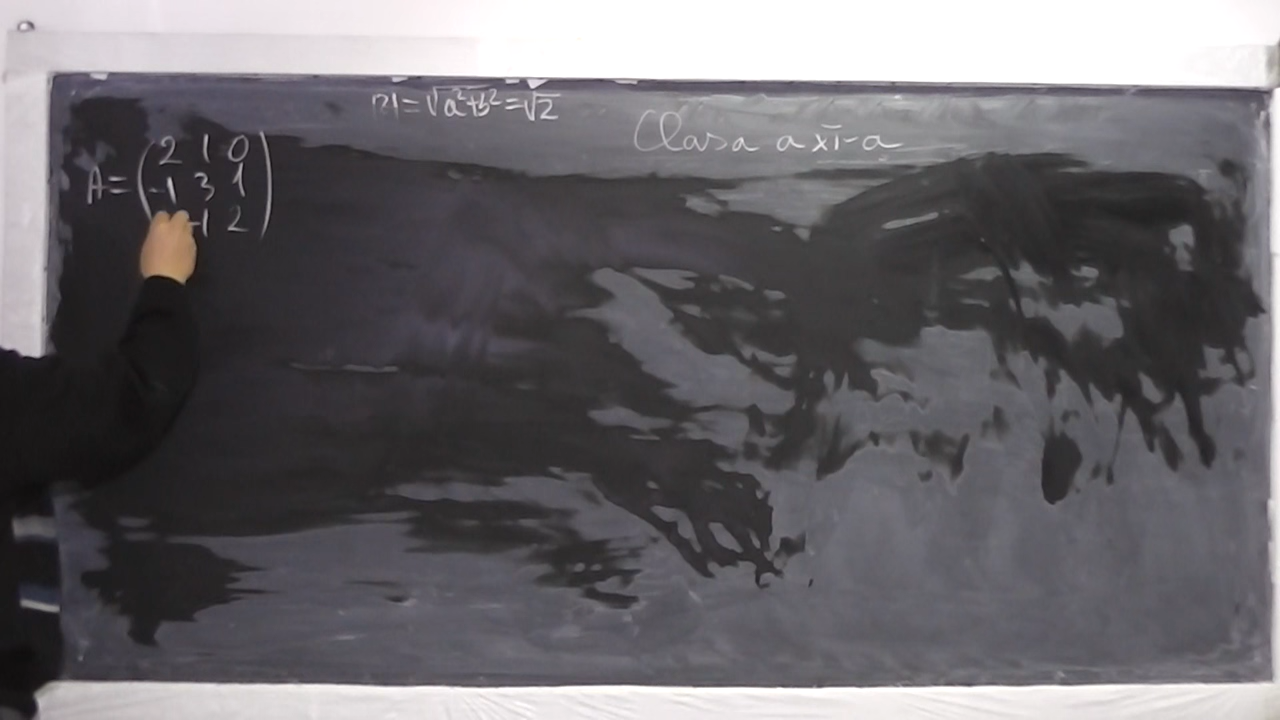 |z|=√a²+b²=√2
Clasa a XI-a
A=(2 1 0
-1 3 1
-1 2)